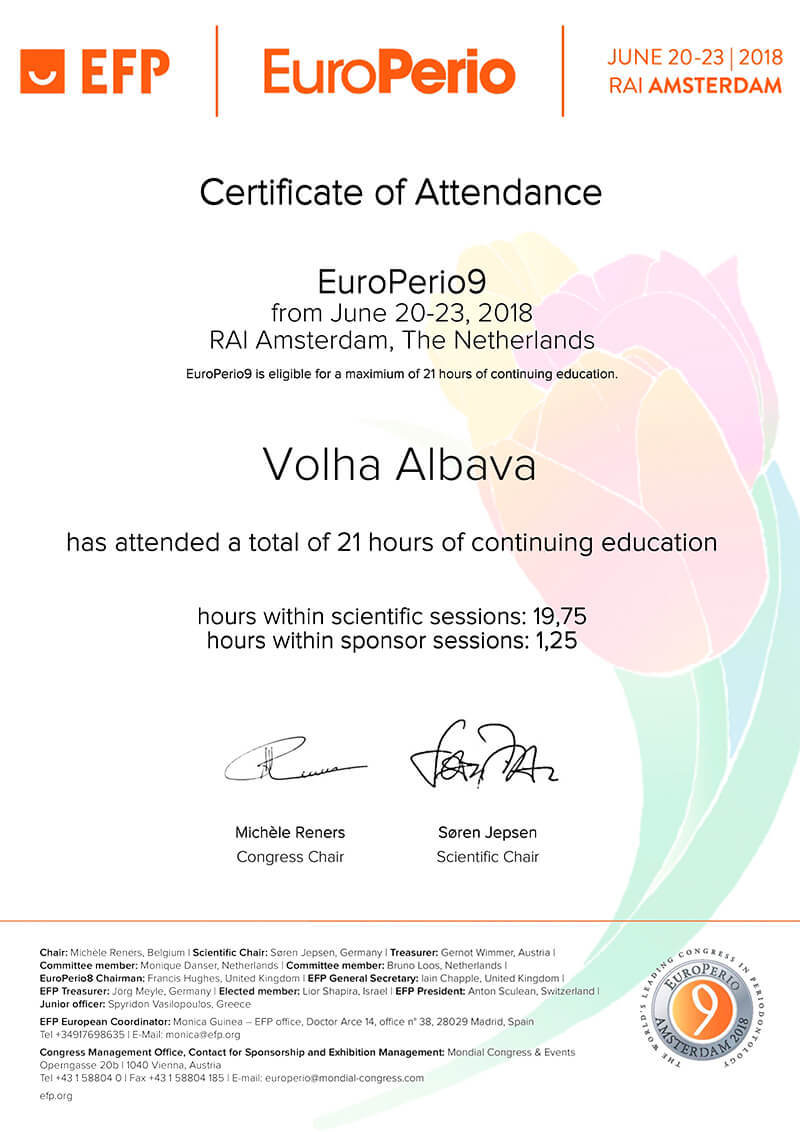 EFP
EuroPerio
JUNE 20-23 | 2018
RAI AMSTERDAM
Certificate of Attendance
EuroPerio9
from June 20-23, 2018
RAI Amsterdam, The Netherlands
EuroPerio9 is eligible for a maximium of 21 hours of continuing education.
Volha Albava
has attended a total of 21 hours of continuing education
hours within scientific sessions: 19,75
hours within sponsor sessions: 1,25
Michèle Reners
Congress Chair
Søren Jepsen
Scientific Chair
Chair: Michèle Reners, Belgium | Scientific Chair: Søren Jepsen, Germany | Treasurer: Gernot Wimmer, Austria |
Committee member: Monique Danser, Netherlands | Committee member: Bruno Loos, Netherlands |
EuroPerio8 Chairman: Francis Hughes, United Kingdom | EFP General Secretary: Iain Chapple, United Kingdom |
EFP Treasurer: Jörg Meyle, Germany | Elected member: Lior Shapira, Israel | EFP President: Anton Sculean, Switzerland |
Junior officer: Spyridon Vasilopoulos, Greece
EFP European Coordinator: Monica Guinea – EFP office, Doctor Arce 14, office n° 38, 28029 Madrid, Spain
Tel +34917698635 | E-Mail: monica@efp.org
Congress Management Office, Contact for Sponsorship and Exhibition Management: Mondial Congress & Events
Operngasse 20b | 1040 Vienna, Austria
Tel +43 1 58804 0 | Fax +43 1 58804 185 | E-mail: europerio@mondial-congress.com
efp.org
THE WORLD'S LEADING CONGRESS IN PERIODONTOLOGY
EUROPERIO
9
AMSTERDAM 2018